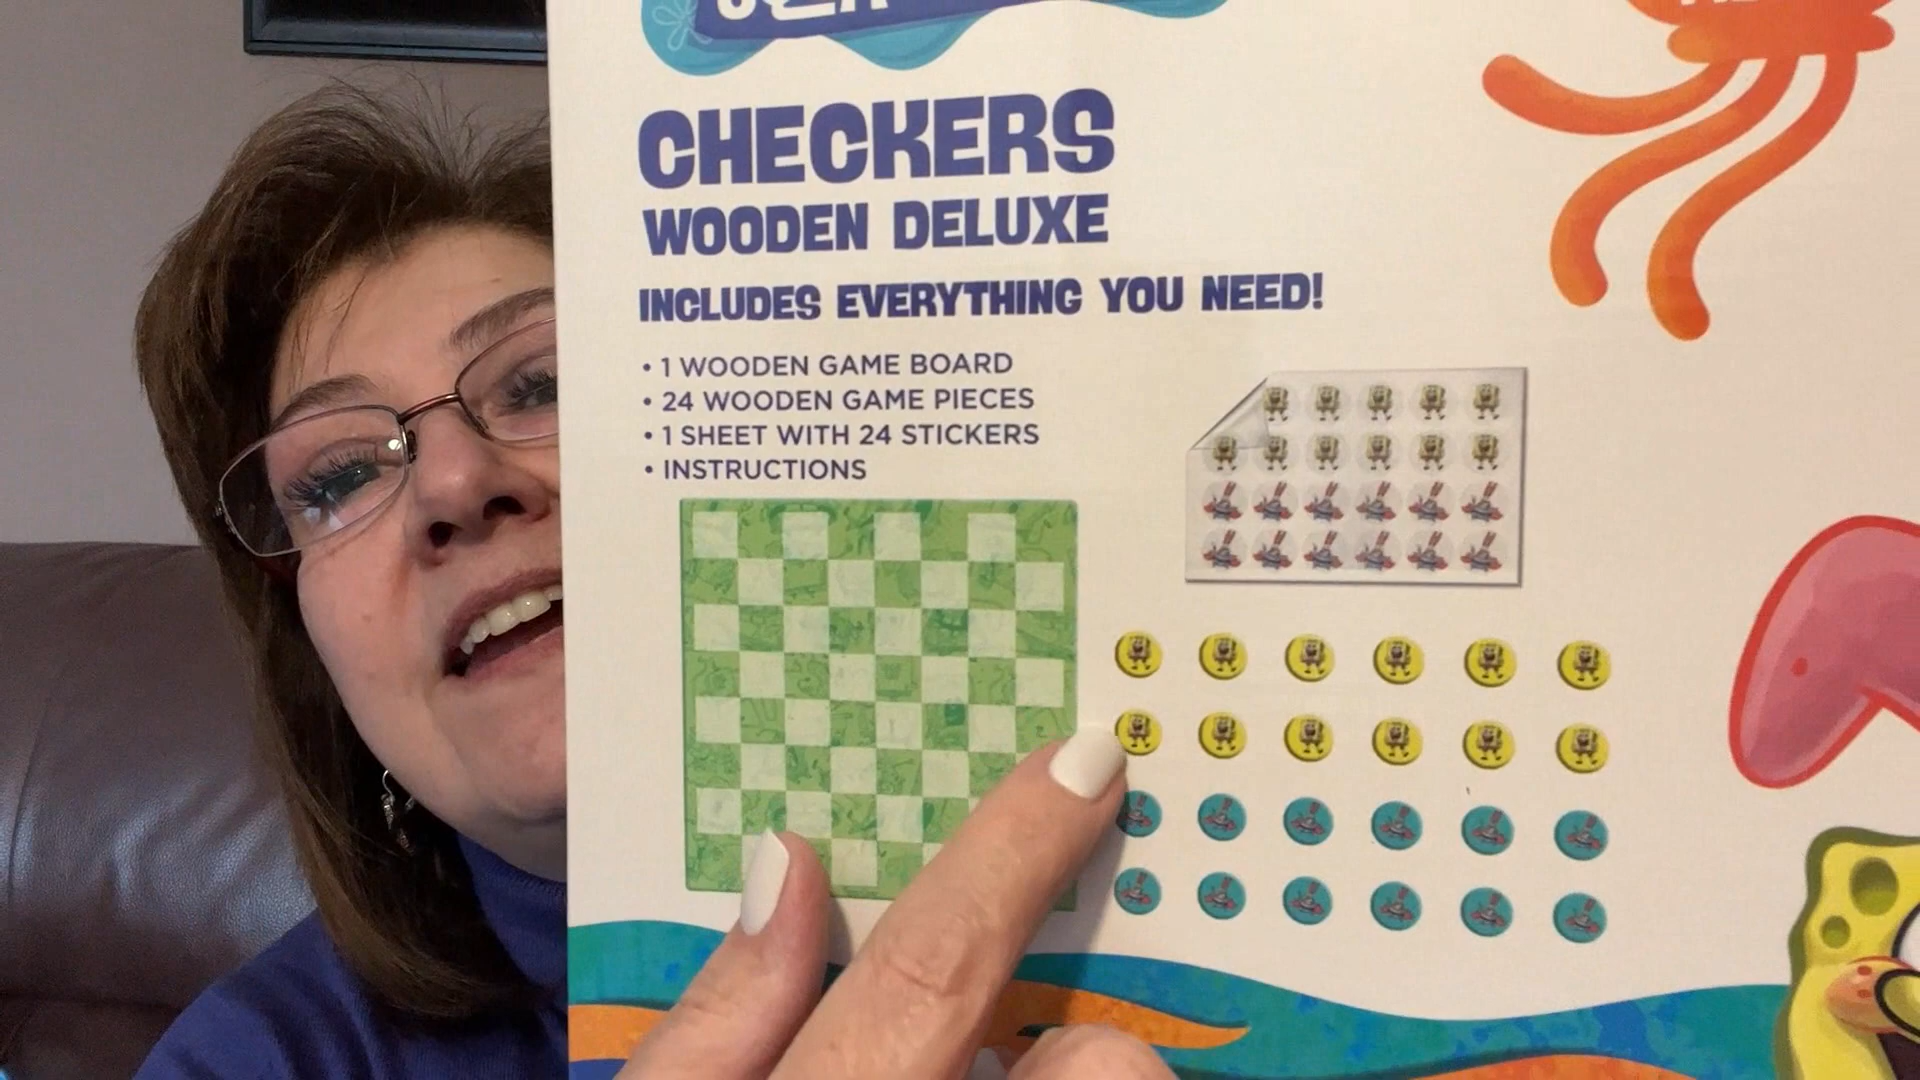 CHECKERS
WOODEN DELUXE
INCLUDES EVERYTHING YOU NEED!
• 1 WOODEN GAME BOARD
• 24 WOODEN GAME PIECES
• 1 SHEET WITH 24 STICKERS
• INSTRUCTIONS